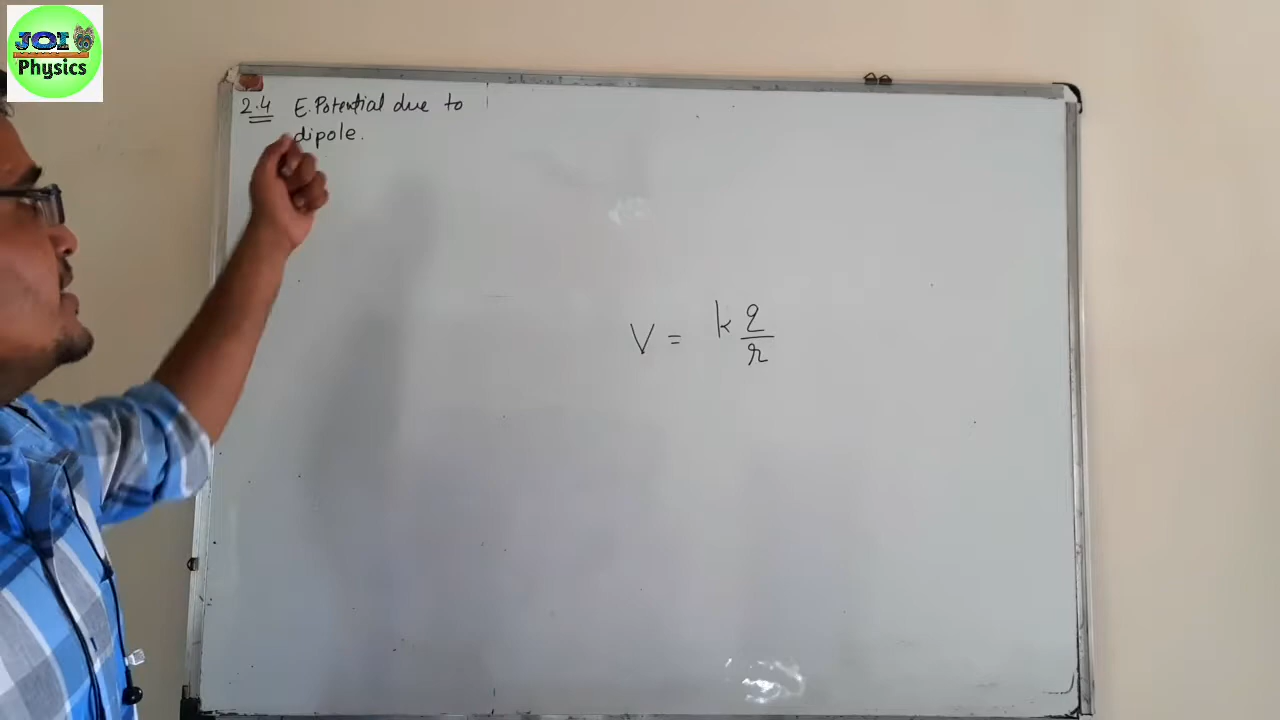 JOI
Physics
2.4 E.Potential due to
dipole.
V = k q/r